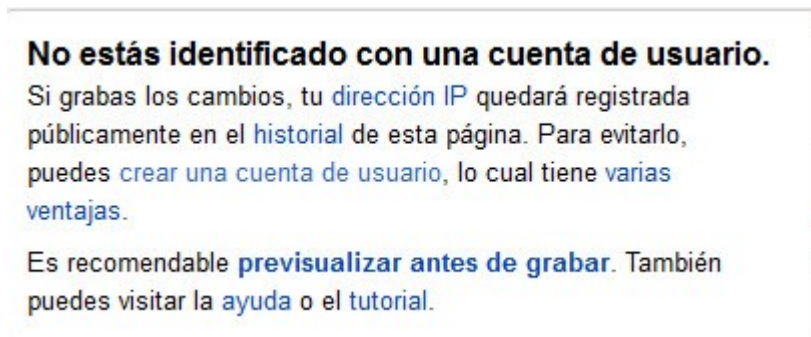 No estás identificado con una cuenta de usuario.
Si grabas los cambios, tu dirección IP quedará registrada
públicamente en el historial de esta página. Para evitarlo,
puedes crear una cuenta de usuario, lo cual tiene varias
ventajas.
Es recomendable previsualizar antes de grabar. También
puedes visitar la ayuda o el tutorial.